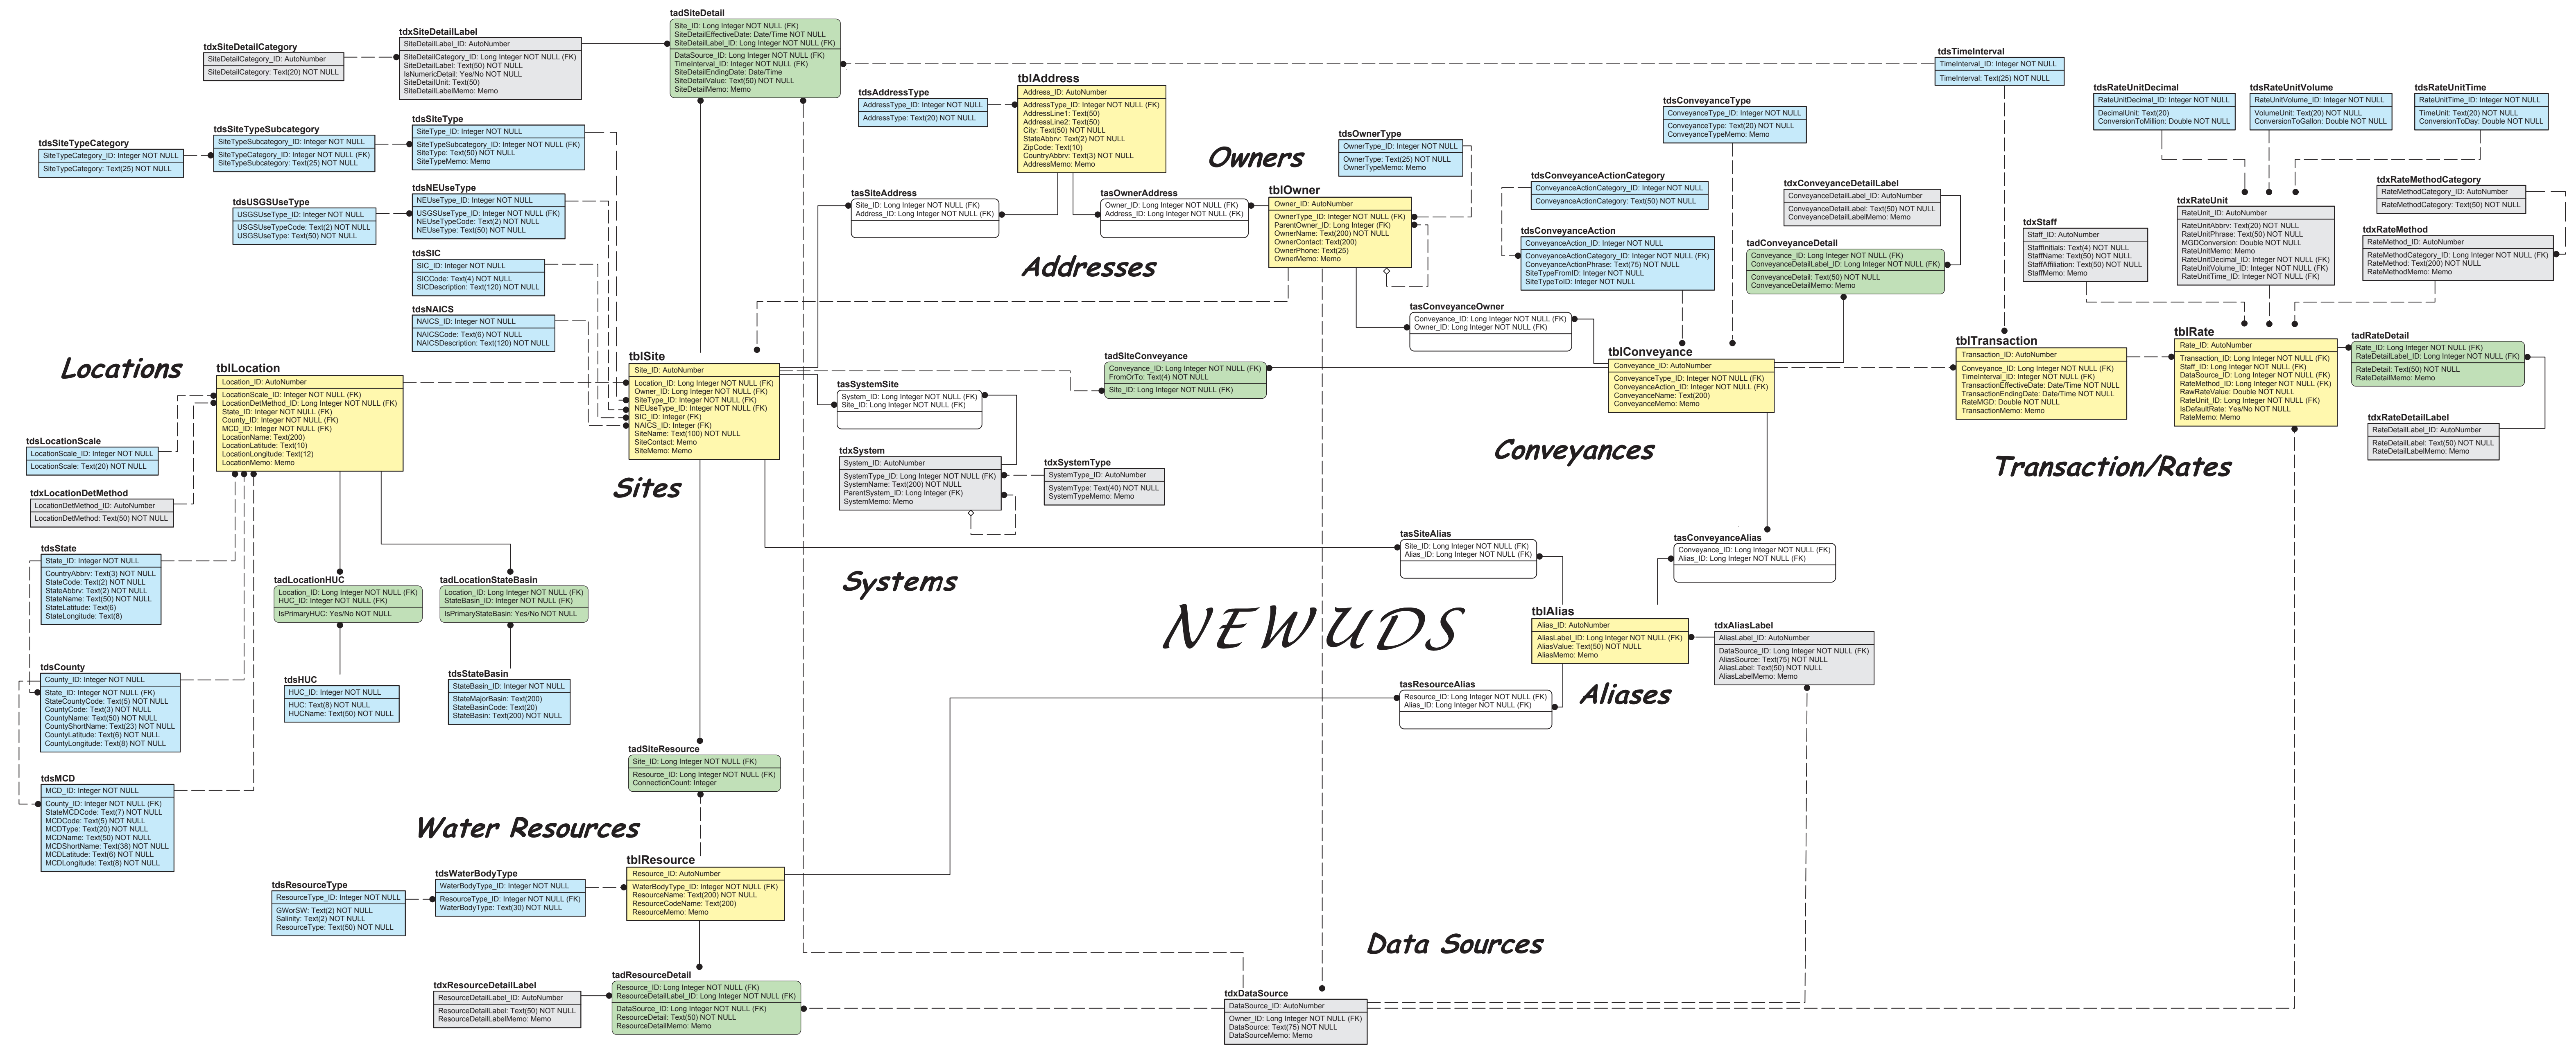 tadSiteDetail
Site_ID: Long Integer NOT NULL (FK)
SiteDetailEffectiveDate: Date/Time NOT NULL
SiteDetailLabel_ID: Long Integer NOT NULL (FK)
DataSource_ID: Long Integer NOT NULL (FK)
TimeInterval_ID: Integer NOT NULL (FK)
SiteDetailEndingDate: Date/Time
SiteDetailValue: Text(50) NOT NULL
SiteDetailMemo: Memo
tdxSiteDetailLabel
SiteDetailLabel_ID: AutoNumber
SiteDetailCategory_ID: Long Integer NOT NULL (FK)
SiteDetailLabel: Text(50) NOT NULL
IsNumericDetail: Yes/No NOT NULL
SiteDetailUnit: Text(50)
SiteDetailLabelMemo: Memo
tdxSiteDetailCategory
SiteDetailCategory_ID: AutoNumber
SiteDetailCategory: Text(20) NOT NULL
tdsSiteTypeCategory
SiteTypeCategory_ID: Integer NOT NULL
SiteTypeCategory: Text(25) NOT NULL
tdsSiteTypeSubcategory
SiteTypeSubcategory_ID: Integer NOT NULL
SiteTypeCategory_ID: Integer NOT NULL (FK)
SiteTypeSubcategory: Text(25) NOT NULL
tdsSiteType
SiteType_ID: Integer NOT NULL
SiteTypeSubcategory_ID: Integer NOT NULL (FK)
SiteType: Text(50) NOT NULL
SiteTypeMemo: Memo
tdsUSGSUseType
USGSUseType_ID: Integer NOT NULL
USGSUseTypeCode: Text(2) NOT NULL
USGSUseType: Text(50) NOT NULL
tdsNEUseType
NEUseType_ID: Integer NOT NULL
USGSUseType_ID: Integer NOT NULL (FK)
NEUseTypeCode: Text(2) NOT NULL
NEUseType: Text(50) NOT NULL
tdsSIC
SIC_ID: Integer NOT NULL
SICCode: Text(4) NOT NULL
SICDescription: Text(120) NOT NULL
tdsNAICS
NAICS_ID: Integer NOT NULL
NAICSCode: Text(6) NOT NULL
NAICSDescription: Text(120) NOT NULL
tdsAddressType
AddressType_ID: Integer NOT NULL
AddressType: Text(20) NOT NULL
tblAddress
Address_ID: AutoNumber
AddressType_ID: Integer NOT NULL (FK)
AddressLine1: Text(50)
AddressLine2: Text(50)
City: Text(50) NOT NULL
StateAbbrv: Text(2) NOT NULL
ZipCode: Text(10)
CountryAbbrv: Text(3) NOT NULL
AddressMemo: Memo
Owners
tasSiteAddress
Site_ID: Long Integer NOT NULL (FK)
Address_ID: Long Integer NOT NULL (FK)
tasOwnerAddress
Owner_ID: Long Integer NOT NULL (FK)
Address_ID: Long Integer NOT NULL (FK)
Addresses
tdsOwnerType
OwnerType_ID: Integer NOT NULL
OwnerType: Text(25) NOT NULL
OwnerTypeMemo: Memo
tblOwner
Owner_ID: AutoNumber
OwnerType_ID: Integer NOT NULL (FK)
ParentOwner_ID: Long Integer (FK)
OwnerName: Text(200) NOT NULL
OwnerContact: Text(200)
OwnerPhone: Text(25)
OwnerMemo: Memo
tdsConveyanceType
ConveyanceType_ID: Integer NOT NULL
ConveyanceType: Text(20) NOT NULL
ConveyanceTypeMemo: Memo
tdsConveyanceActionCategory
ConveyanceActionCategory_ID: Integer NOT NULL
ConveyanceActionCategory: Text(50) NOT NULL
tdsConveyanceAction
ConveyanceAction_ID: Integer NOT NULL
ConveyanceActionCategory_ID: Integer NOT NULL (FK)
ConveyanceActionPhrase: Text(75) NOT NULL
SiteTypeFromID: Integer NOT NULL
SiteTypeToID: Integer NOT NULL
tdxConveyanceDetailLabel
ConveyanceDetailLabel_ID: AutoNumber
ConveyanceDetailLabel: Text(50) NOT NULL
ConveyanceDetailLabelMemo: Memo
tadConveyanceDetail
Conveyance_ID: Long Integer NOT NULL (FK)
ConveyanceDetailLabel_ID: Long Integer NOT NULL (FK)
ConveyanceDetail: Text(50) NOT NULL
ConveyanceDetailMemo: Memo
tdsTimeInterval
TimeInterval_ID: Integer NOT NULL
TimeInterval: Text(25) NOT NULL
tdsRateUnitDecimal
RateUnitDecimal_ID: Integer NOT NULL
DecimalUnit: Text(20)
ConversionToMillion: Double NOT NULL
tdsRateUnitVolume
RateUnitVolume_ID: Integer NOT NULL
VolumeUnit: Text(20) NOT NULL
ConversionToGallon: Double NOT NULL
tdsRateUnitTime
RateUnitTime_ID: Integer NOT NULL
TimeUnit: Text(20) NOT NULL
ConversionToDay: Double NOT NULL
tdxRateMethodCategory
RateMethodCategory_ID: AutoNumber
RateMethodCategory: Text(50) NOT NULL
tdxRateUnit
RateUnit_ID: AutoNumber
RateUnitAbbrv: Text(20) NOT NULL
RateUnitPhrase: Text(50) NOT NULL
MGDConversion: Double NOT NULL
RateUnitMemo: Memo
RateUnitDecimal_ID: Integer NOT NULL (FK)
RateUnitVolume_ID: Integer NOT NULL (FK)
RateUnitTime_ID: Integer NOT NULL (FK)
tdxStaff
Staff_ID: AutoNumber
StaffInitials: Text(4) NOT NULL
StaffName: Text(50) NOT NULL
StaffAffiliation: Text(50) NOT NULL
StaffMemo: Memo
tdxRateMethod
RateMethod_ID: AutoNumber
RateMethodCategory_ID: Long Integer NOT NULL (FK)
RateMethod: Text(200) NOT NULL
RateMethodMemo: Memo
Locations
tblLocation
Location_ID: AutoNumber
LocationScale_ID: Integer NOT NULL (FK)
LocationDetMethod_ID: Long Integer NOT NULL (FK)
State_ID: Integer NOT NULL (FK)
County_ID: Integer NOT NULL (FK)
MCD_ID: Integer NOT NULL (FK)
LocationName: Text(200)
LocationLatitude: Text(10)
LocationLongitude: Text(12)
LocationMemo: Memo
tblSite
Site_ID: AutoNumber
Location_ID: Long Integer NOT NULL (FK)
Owner_ID: Long Integer NOT NULL (FK)
SiteType_ID: Integer NOT NULL (FK)
NEUseType_ID: Integer NOT NULL (FK)
SIC_ID: Integer (FK)
NAICS_ID: Integer (FK)
SiteName: Text(100) NOT NULL
SiteContact: Memo
SiteMemo: Memo
Sites
tasSystemSite
System_ID: Long Integer NOT NULL (FK)
Site_ID: Long Integer NOT NULL (FK)
tadSiteConveyance
Conveyance_ID: Long Integer NOT NULL (FK)
FromOrTo: Text(4) NOT NULL
Site_ID: Long Integer NOT NULL (FK)
tasConveyanceOwner
Conveyance_ID: Long Integer NOT NULL (FK)
Owner_ID: Long Integer NOT NULL (FK)
tblConveyance
Conveyance_ID: AutoNumber
ConveyanceType_ID: Integer NOT NULL (FK)
ConveyanceAction_ID: Integer NOT NULL (FK)
ConveyanceName: Text(200)
ConveyanceMemo: Memo
Conveyances
tblTransaction
Transaction_ID: AutoNumber
Conveyance_ID: Long Integer NOT NULL (FK)
TimeInterval_ID: Integer NOT NULL (FK)
TransactionEffectiveDate: Date/Time NOT NULL
TransactionEndingDate: Date/Time NOT NULL
RateMGD: Double NOT NULL
TransactionMemo: Memo
tblRate
Rate_ID: AutoNumber
Transaction_ID: Long Integer NOT NULL (FK)
Staff_ID: Long Integer NOT NULL (FK)
DataSource_ID: Long Integer NOT NULL (FK)
RateMethod_ID: Long Integer NOT NULL (FK)
RawRateValue: Double NOT NULL
RateUnit_ID: Long Integer NOT NULL (FK)
IsDefaultRate: Yes/No NOT NULL
RateMemo: Memo
tadRateDetail
Rate_ID: Long Integer NOT NULL (FK)
RateDetailLabel_ID: Long Integer NOT NULL (FK)
RateDetail: Text(50) NOT NULL
RateDetailMemo: Memo
tdxRateDetailLabel
RateDetailLabel_ID: AutoNumber
RateDetailLabel: Text(50) NOT NULL
RateDetailLabelMemo: Memo
Transaction/Rates
tdsLocationScale
LocationScale_ID: Integer NOT NULL
LocationScale: Text(20) NOT NULL
tdxLocationDetMethod
LocationDetMethod_ID: AutoNumber
LocationDetMethod: Text(50) NOT NULL
tdxSystem
System_ID: AutoNumber
SystemType_ID: Long Integer NOT NULL (FK)
SystemName: Text(200) NOT NULL
ParentSystem_ID: Long Integer (FK)
SystemMemo: Memo
tdxSystemType
SystemType_ID: AutoNumber
SystemType: Text(40) NOT NULL
SystemTypeMemo: Memo
Systems
tdsState
State_ID: Integer NOT NULL
CountryAbbrv: Text(3) NOT NULL
StateCode: Text(2) NOT NULL
StateAbbrv: Text(2) NOT NULL
StateName: Text(50) NOT NULL
StateLatitude: Text(6)
StateLongitude: Text(8)
tadLocationHUC
Location_ID: Long Integer NOT NULL (FK)
HUC_ID: Integer NOT NULL (FK)
IsPrimaryHUC: Yes/No NOT NULL
tadLocationStateBasin
Location_ID: Long Integer NOT NULL (FK)
StateBasin_ID: Integer NOT NULL (FK)
IsPrimaryStateBasin: Yes/No NOT NULL
tasSiteAlias
Site_ID: Long Integer NOT NULL (FK)
Alias_ID: Long Integer NOT NULL (FK)
tasConveyanceAlias
Conveyance_ID: Long Integer NOT NULL (FK)
Alias_ID: Long Integer NOT NULL (FK)
NEWUDS
tblAlias
Alias_ID: AutoNumber
AliasLabel_ID: Long Integer NOT NULL (FK)
AliasValue: Text(50) NOT NULL
AliasMemo: Memo
tdxAliasLabel
AliasLabel_ID: AutoNumber
DataSource_ID: Long Integer NOT NULL (FK)
AliasSource: Text(75) NOT NULL
AliasLabel: Text(50) NOT NULL
AliasLabelMemo: Memo
Aliases
tasResourceAlias
Resource_ID: Long Integer NOT NULL (FK)
Alias_ID: Long Integer NOT NULL (FK)
tdsCounty
County_ID: Integer NOT NULL
State_ID: Integer NOT NULL (FK)
StateCountyCode: Text(5) NOT NULL
CountyCode: Text(3) NOT NULL
CountyName: Text(50) NOT NULL
CountyShortName: Text(23) NOT NULL
CountyLatitude: Text(6) NOT NULL
CountyLongitude: Text(8) NOT NULL
tdsHUC
HUC_ID: Integer NOT NULL
HUC: Text(8) NOT NULL
HUCName: Text(50) NOT NULL
tdsStateBasin
StateBasin_ID: Integer NOT NULL
StateMajorBasin: Text(200)
StateBasinCode: Text(20)
StateBasin: Text(200) NOT NULL
tdsMCD
MCD_ID: Integer NOT NULL
County_ID: Integer NOT NULL (FK)
StateMCDCode: Text(7) NOT NULL
MCDCode: Text(5) NOT NULL
MCDType: Text(20) NOT NULL
MCDName: Text(50) NOT NULL
MCDShortName: Text(38) NOT NULL
MCDLatitude: Text(6) NOT NULL
MCDLongitude: Text(8) NOT NULL
tadSiteResource
Site_ID: Long Integer NOT NULL (FK)
Resource_ID: Long Integer NOT NULL (FK)
ConnectionCount: Integer
Water Resources
tblResource
Resource_ID: AutoNumber
WaterBodyType_ID: Integer NOT NULL (FK)
ResourceName: Text(200) NOT NULL
ResourceCodeName: Text(200)
ResourceMemo: Memo
tdsWaterBodyType
WaterBodyType_ID: Integer NOT NULL
ResourceType_ID: Integer NOT NULL (FK)
WaterBodyType: Text(30) NOT NULL
tdsResourceType
ResourceType_ID: Integer NOT NULL
GWorSW: Text(2) NOT NULL
Salinity: Text(2) NOT NULL
ResourceType: Text(50) NOT NULL
Data Sources
tadResourceDetail
Resource_ID: Long Integer NOT NULL (FK)
ResourceDetailLabel_ID: Long Integer NOT NULL (FK)
DataSource_ID: Long Integer NOT NULL (FK)
ResourceDetail: Text(50) NOT NULL
ResourceDetailMemo: Memo
tdxResourceDetailLabel
ResourceDetailLabel_ID: AutoNumber
ResourceDetailLabel: Text(50) NOT NULL
ResourceDetailLabelMemo: Memo
tdxDataSource
DataSource_ID: AutoNumber
Owner_ID: Long Integer NOT NULL (FK)
DataSource: Text(75) NOT NULL
DataSourceMemo: Memo